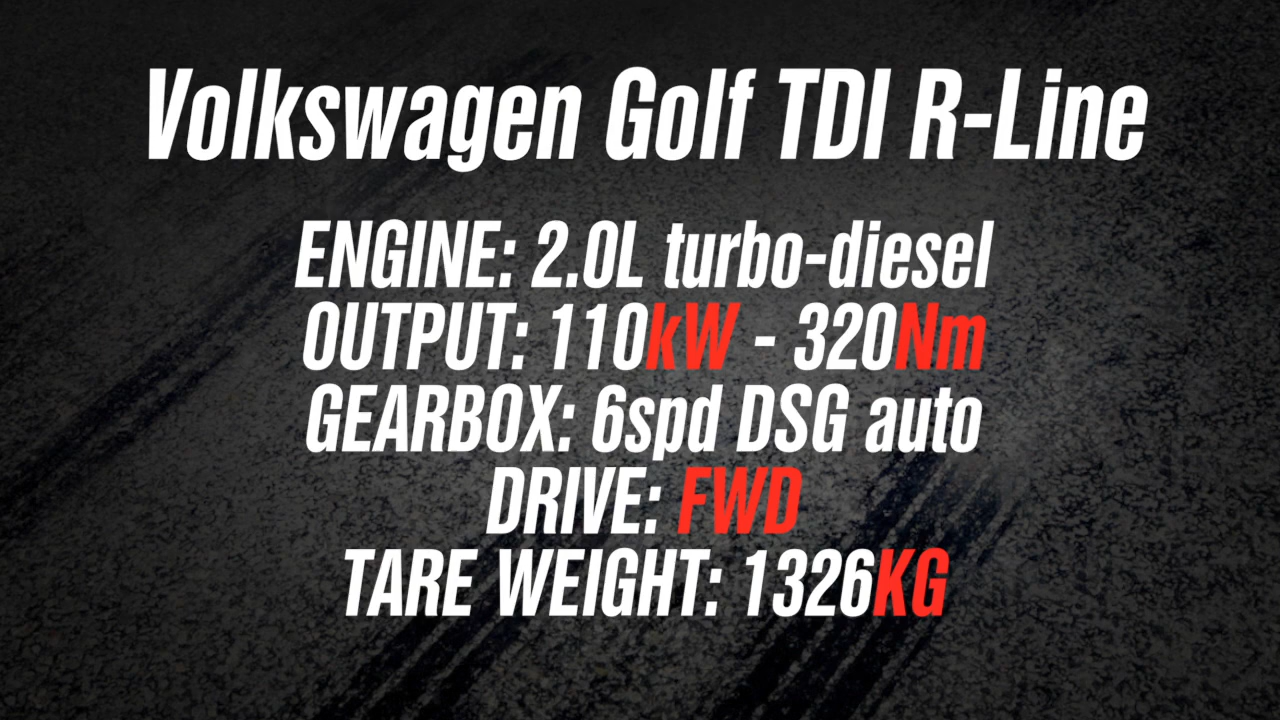 Volkswagen Golf TDI R-Line
ENGINE: 2.0L turbo-diesel
OUTPUT: 110kW - 320Nm
GEARBOX: 6spd DSG auto
DRIVE: FWD
TARE WEIGHT: 1326KG